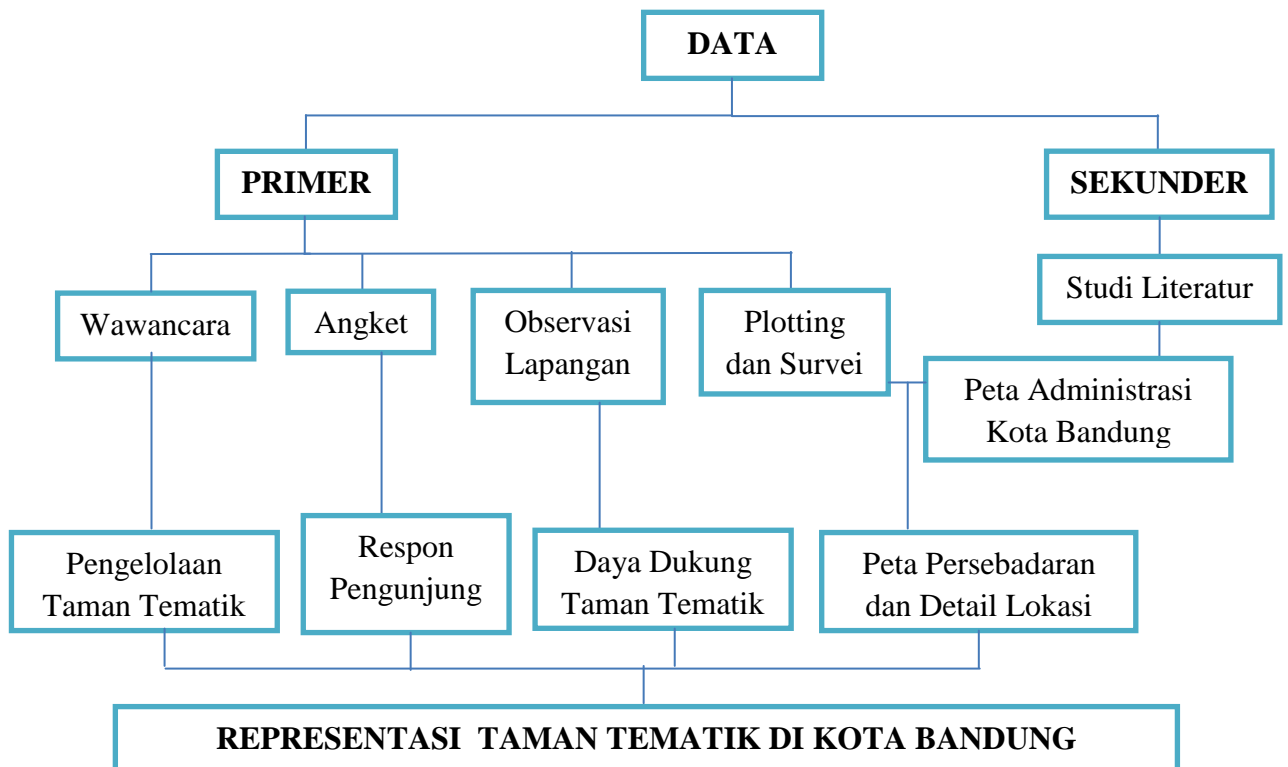 DATA
PRIMER
SEKUNDER
Wawancara
Angket
Observasi
Lapangan
Plotting
dan Survei
Studi Literatur
Peta Administrasi
Kota Bandung
Pengelolaan
Taman Tematik
Respon
Pengunjung
Daya Dukung
Taman Tematik
Peta Persebadaran
dan Detail Lokasi
REPRESENTASI TAMAN TEMATIK DI KOTA BANDUNG